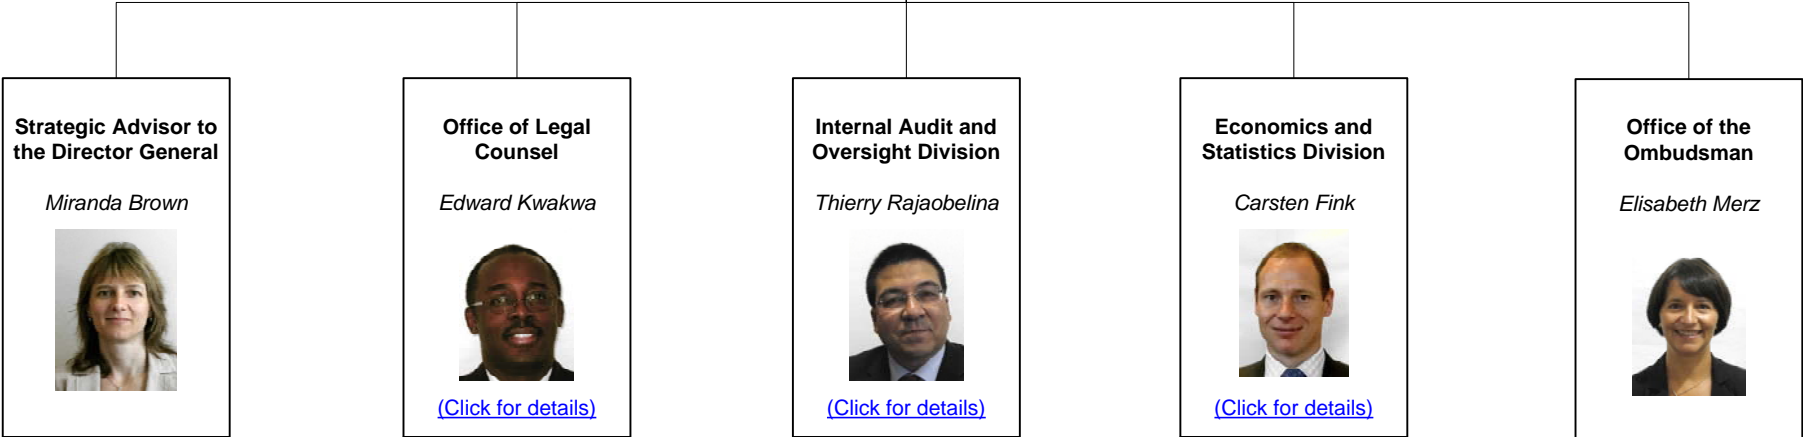 Strategic Advisor to
the Director General
Miranda Brown
Office of Legal
Counsel
Edward Kwakwa
(Click for details)
Internal Audit and
Oversight Division
Thierry Rajaobelina
(Click for details)
Economics and
Statistics Division
Carsten Fink
(Click for details)
Office of the
Ombudsman
Elisabeth Merz